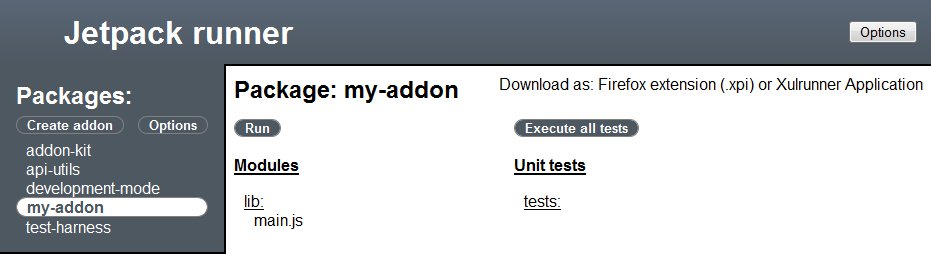 Jetpack runner
Options
Packages:
Create addon Options
addon-kit
api-utils
development-mode
my-addon
test-harness
Package: my-addon
Download as: Firefox extension (.xpi) or Xulrunner Application
Run
Execute all tests
Modules
Unit tests
lib:
main.js
tests: